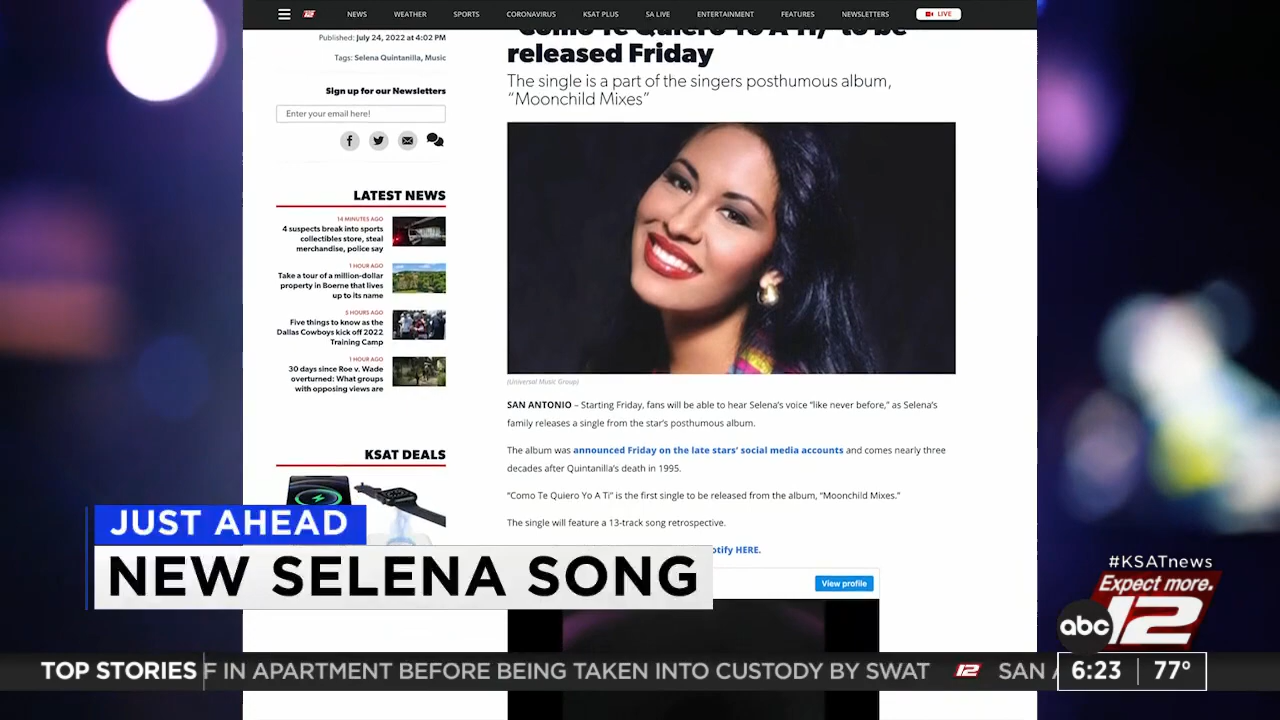 NEWS WEATHER SPORTS CORONAVIRUS KSAT PLUS SA LIVE ENTERTAINMENT FEATURES NEWSLETTERS LIVE
Published: July 24, 2022 at 4:02 PM
Tags: Selena Quintanilla, Music
Sign up for our Newsletters
Enter your email here!
LATEST NEWS
14 MINUTES AGO
4 suspects break into sports
collectibles store, steal
merchandise, police say
1 HOUR AGO
Take a tour of a million-dollar
property in Boerne that lives
up to its name
5 HOURS AGO
Five things to know as the
Dallas Cowboys kick off 2022
Training Camp
1 HOUR AGO
30 days since Roe v. Wade
overturned: What groups
with opposing views are
KSAT DEALS
"Como Te Quiero Yo A Ti," to be
released Friday
The single is a part of the singers posthumous album,
“Moonchild Mixes”
(Universal Music Group)
SAN ANTONIO – Starting Friday, fans will be able to hear Selena’s voice “like never before,” as Selena’s
family releases a single from the star’s posthumous album.
The album was announced Friday on the late stars’ social media accounts and comes nearly three
decades after Quintanilla’s death in 1995.
“Como Te Quiero Yo A Ti” is the first single to be released from the album, “Moonchild Mixes.”
The single will feature a 13-track song retrospective.
otify HERE.
View profile
JUST AHEAD
NEW SELENA SONG
#KSATnews
Expect more.
abc 12
TOP STORIES F IN APARTMENT BEFORE BEING TAKEN INTO CUSTODY BY SWAT 12 SAN A
6:23 77°